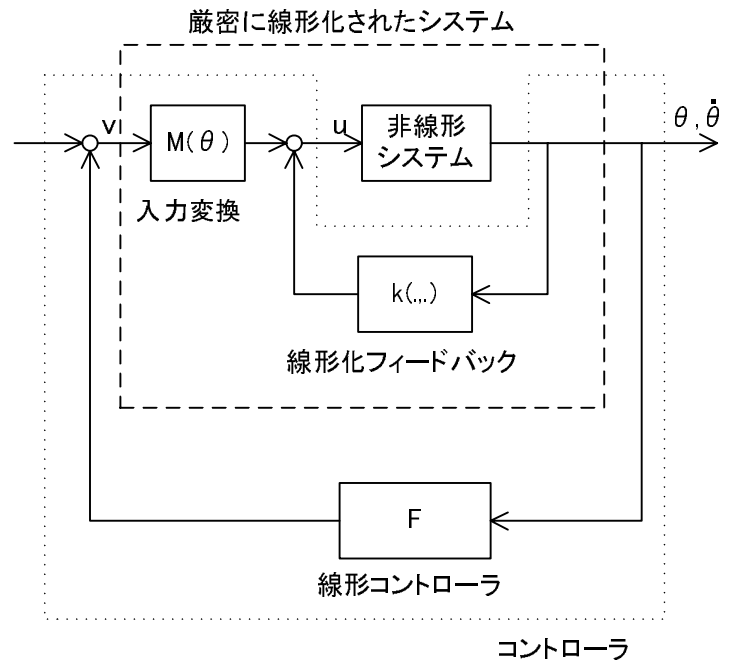 厳密に線形化されたシステム
v
M(θ)
入力変換
u
非線形
システム
θ, θ̇
k(.,.)
線形化フィードバック
F
線形コントローラ
コントローラ